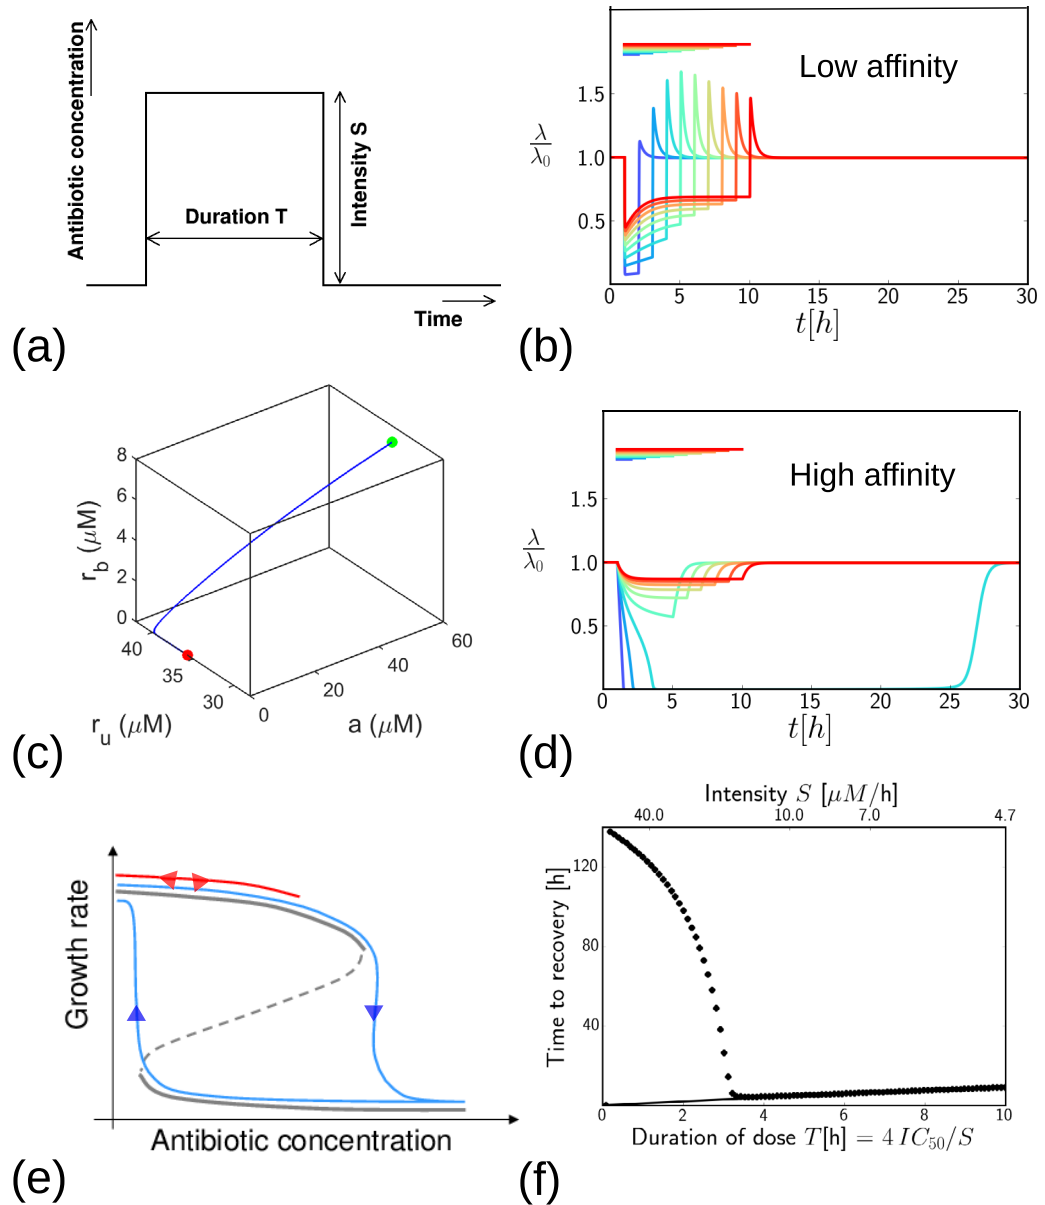 Antibiotic concentration
Duration T
Intensity S
Time
(a)
Low affinity
λ/λ0
1.5
1.0
0.5
0 5 10 15 20 25 30
t[h]
(b)
8
6
4
2
0
r_b (μM)
40
35
30
r_u (μM)
0
20
40
60
a (μM)
(c)
High affinity
λ/λ0
1.5
1.0
0.5
0 5 10 15 20 25 30
t[h]
(d)
Growth rate
Antibiotic concentration
(e)
Intensity S [μM/h]
40.0 10.0 7.0 4.7
Time to recovery [h]
120
80
40
0 2 4 6 8 10
Duration of dose T[h] = 4 IC50/S
(f)